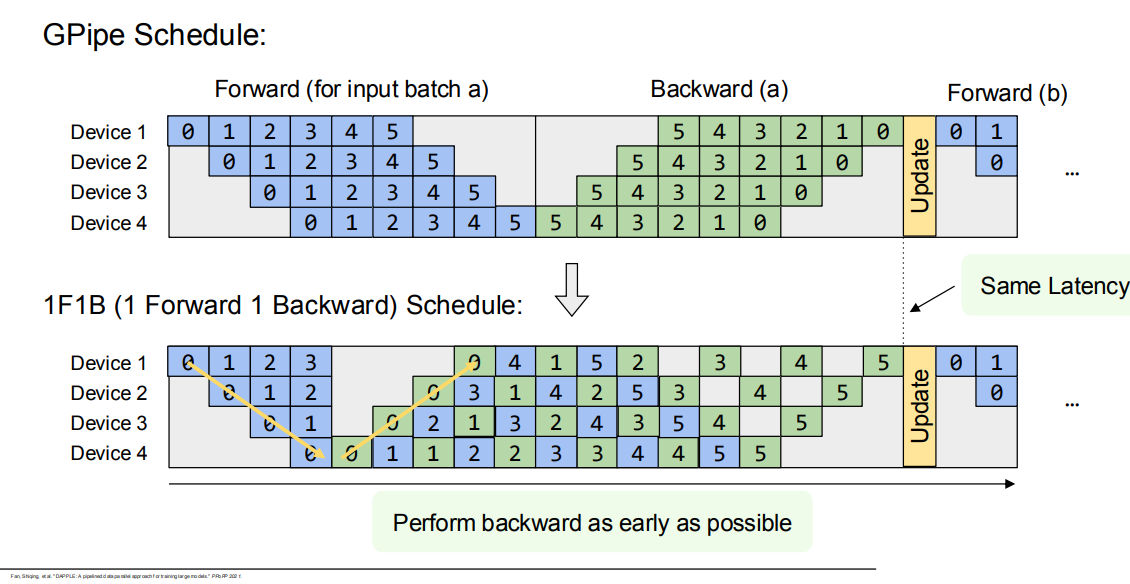 GPipe Schedule:
Forward (for input batch a) Backward (a) Forward (b)
Device 1 0 1 2 3 4 5 5 4 3 2 1 0 0 1
Device 2 0 1 2 3 4 5 5 4 3 2 1 0 0
Device 3 0 1 2 3 4 5 5 4 3 2 1 0
Device 4 0 1 2 3 4 5 5 4 3 2 1 0
Update
...
Same Latency
1F1B (1 Forward 1 Backward) Schedule:
Device 1 0 1 2 3 0 4 1 5 2 3 4 5 0 1
Device 2 0 1 2 0 3 1 4 2 5 3 4 5 0
Device 3 0 1 0 2 1 3 2 4 3 5 4 5
Device 4 0 0 1 1 2 2 3 3 4 4 5 5
Update
...
Perform backward as early as possible
Fan, Shiqing, et al. "DAPPLE: A pipelined data parallel approach for training large models." PPoPP 2021